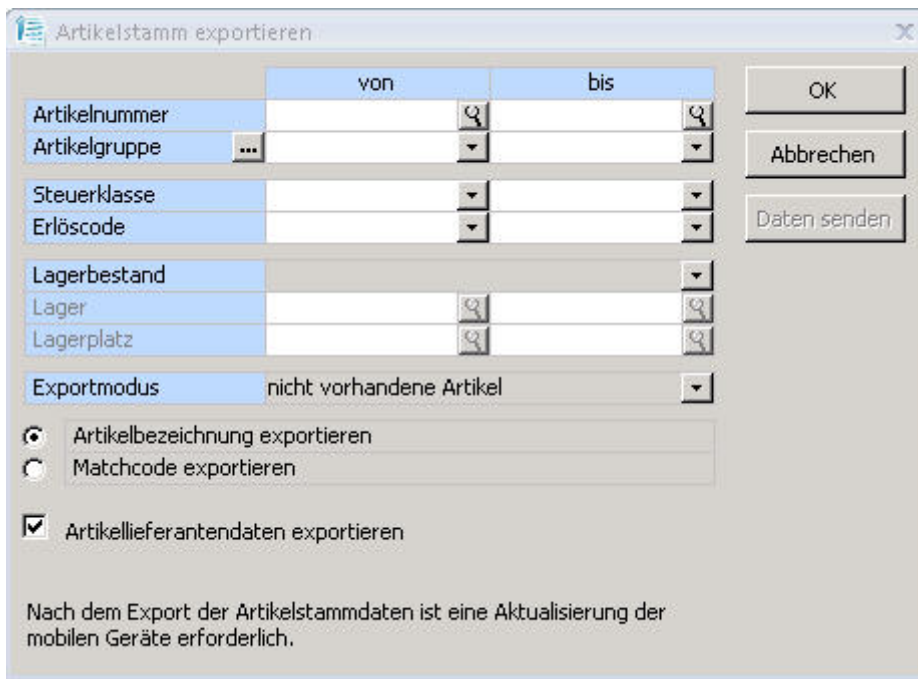 Artikelstamm exportieren
von bis
OK
Artikelnummer
Artikelgruppe ...
Abbrechen
Steuerklasse
Erlöscode
Daten senden
Lagerbestand
Lager
Lagerplatz
Exportmodus nicht vorhandene Artikel
Artikelbezeichnung exportieren
Matchcode exportieren
Artikellieferantendaten exportieren
Nach dem Export der Artikelstammdaten ist eine Aktualisierung der
mobilen Geräte erforderlich.